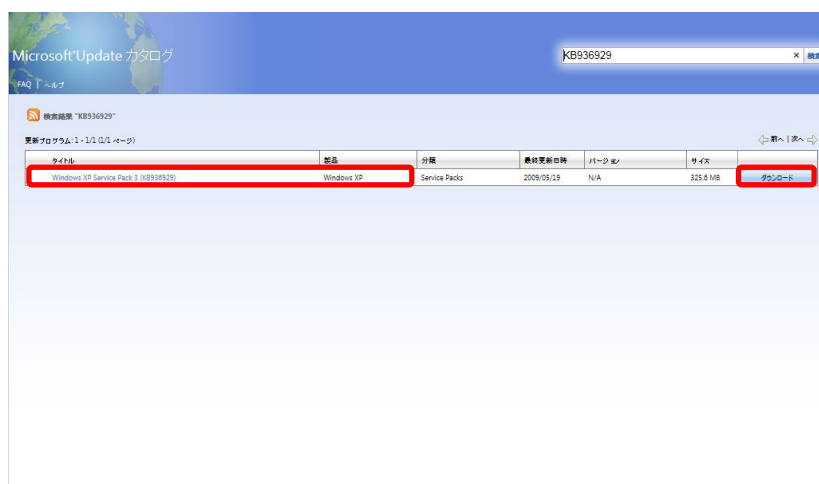 Microsoft®Update カタログ
KB936929 × 検索
FAQ | ヘルプ
検索結果 "KB936929"
更新プログラム:1 - 1/1 (1/1 ページ)
前へ | 次へ
タイトル 製品 分類 最終更新日時 バージョン サイズ
Windows XP Service Pack 3 (KB936929) Windows XP Service Packs 2009/05/19 N/A 325.6 MB ダウンロード